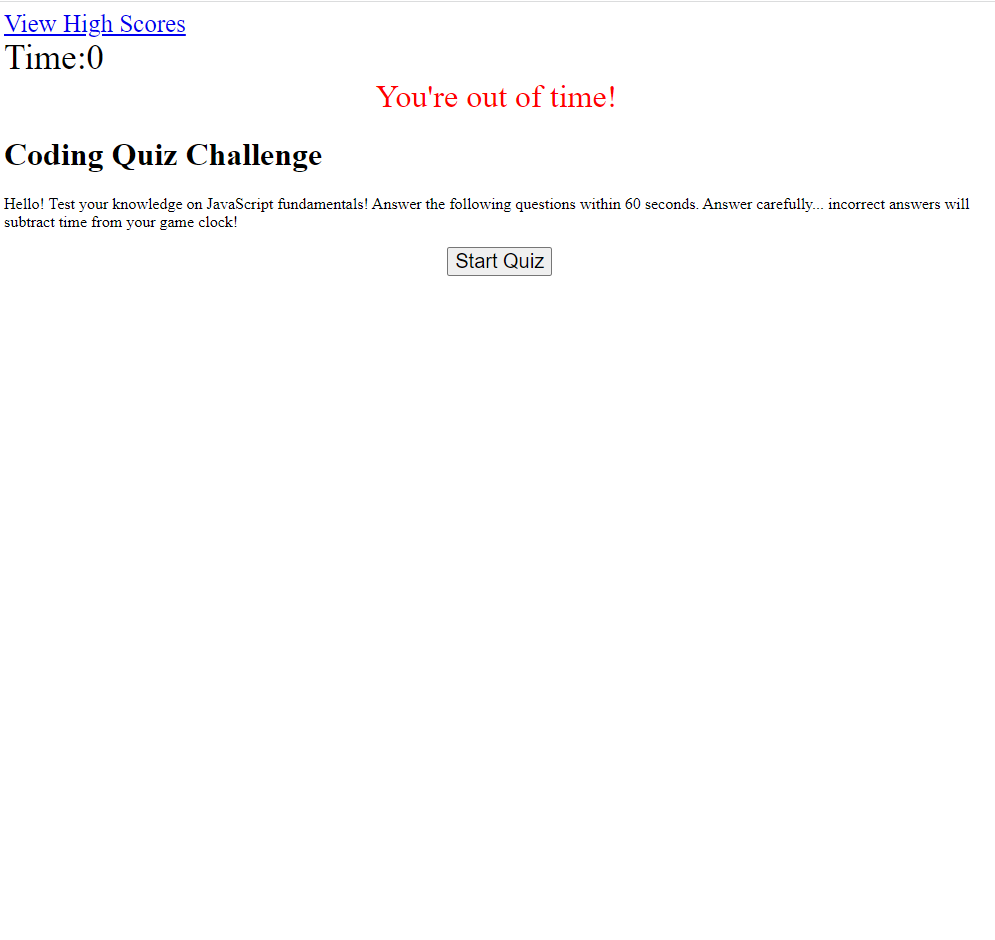 View High Scores
Time:0
You're out of time!
Coding Quiz Challenge
Hello! Test your knowledge on JavaScript fundamentals! Answer the following questions within 60 seconds. Answer carefully... incorrect answers will
subtract time from your game clock!
Start Quiz